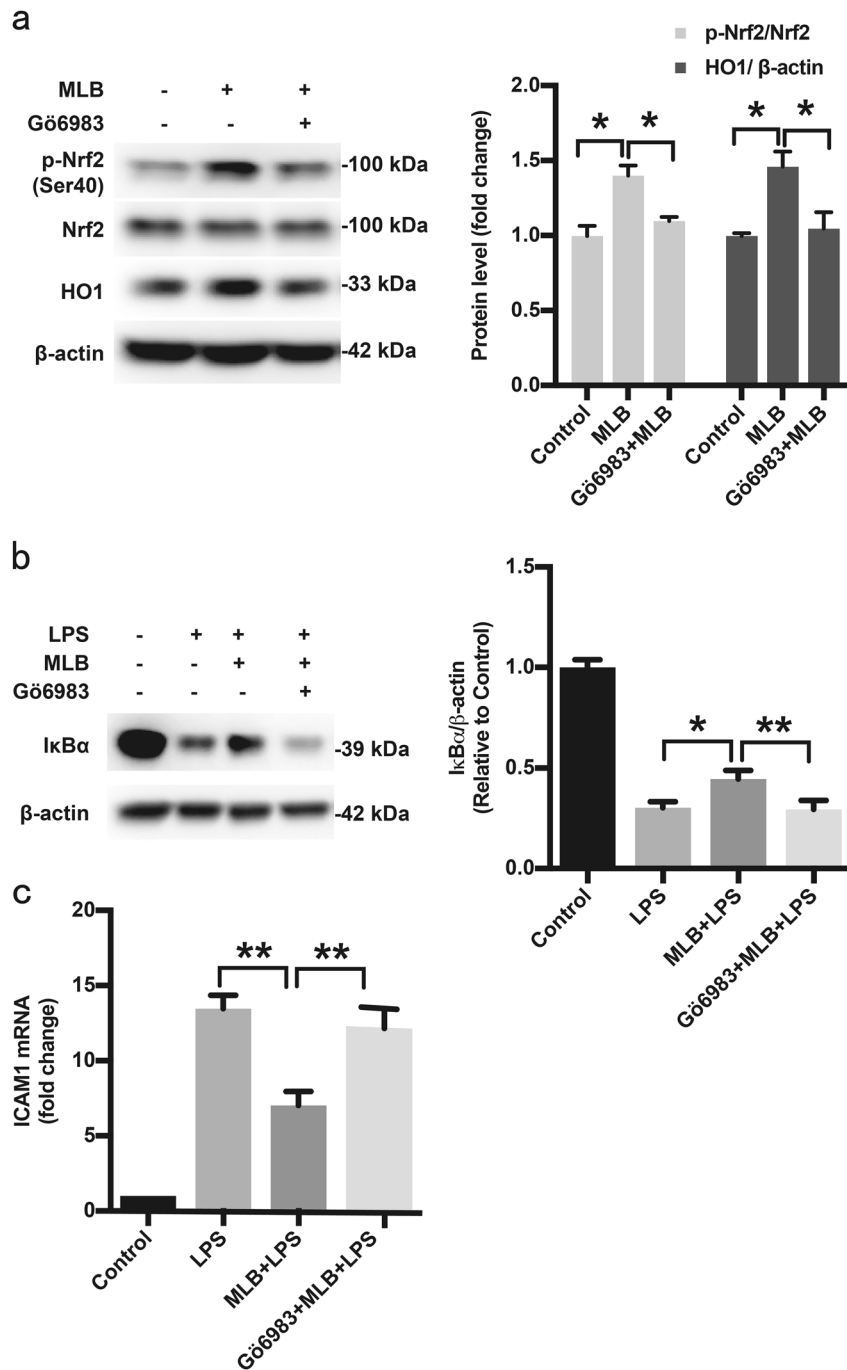 a
MLB - + +
Gö6983 - - +
p-Nrf2
(Ser40)
-100 kDa
Nrf2 -100 kDa
HO1 -33 kDa
β-actin -42 kDa
p-Nrf2/Nrf2
HO1/ β-actin
Protein level (fold change)
2.0
1.5
1.0
0.5
0.0
* * * *
Control
MLB
Gö6983+MLB
Control
MLB
Gö6983+MLB
b
LPS - + + +
MLB - - + +
Gö6983 - - - +
IκBα -39 kDa
β-actin -42 kDa
IκBα/β-actin
(Relative to Control)
1.5
1.0
0.5
0.0
* **
Control
LPS
MLB+LPS
Gö6983+MLB+LPS
c
ICAM1 mRNA
(fold change)
20
15
10
5
0
** **
Control
LPS
MLB+LPS
Gö6983+MLB+LPS